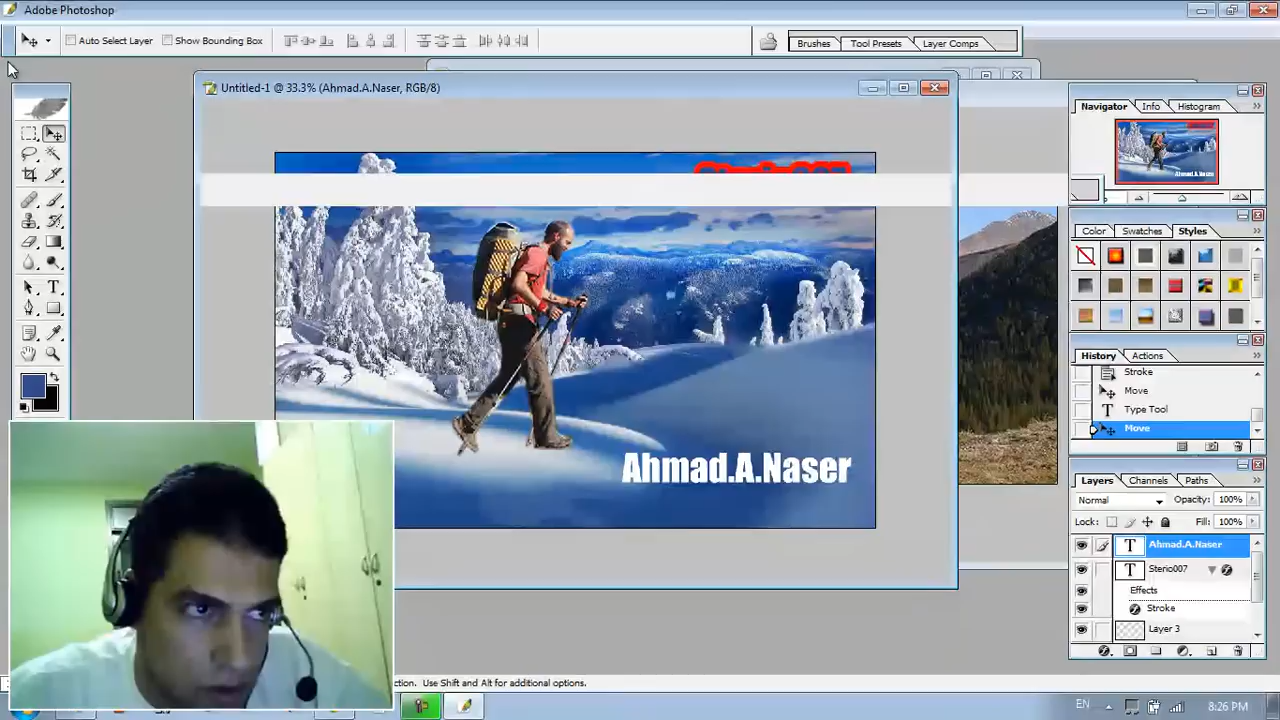 Adobe Photoshop
Auto Select Layer
Show Bounding Box
Brushes
Tool Presets
Layer Comps
Untitled-1 @ 33.3% (Ahmad.A.Naser, RGB/8)
Navigator
Info
Histogram
Ahmad.A.Naser
Color
Swatches
Styles
History
Actions
Stroke
Move
Type Tool
Move
Layers
Channels
Paths
Normal
Opacity: 100%
Lock:
Fill: 100%
Ahmad.A.Naser
Sterio007
Effects
Stroke
Layer 3
ction. Use Shift and Alt for additional options.
EN
8:26 PM